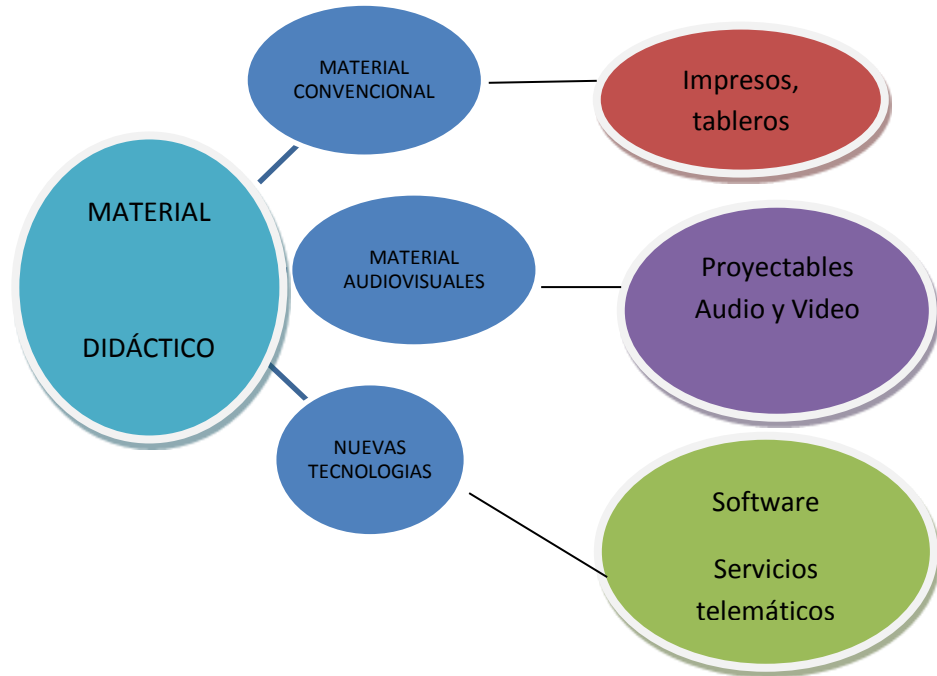 MATERIAL
DIDÁCTICO
MATERIAL
CONVENCIONAL
Impresos,
tableros
MATERIAL
AUDIOVISUALES
Proyectables
Audio y Video
NUEVAS
TECNOLOGIAS
Software
Servicios
telemáticos